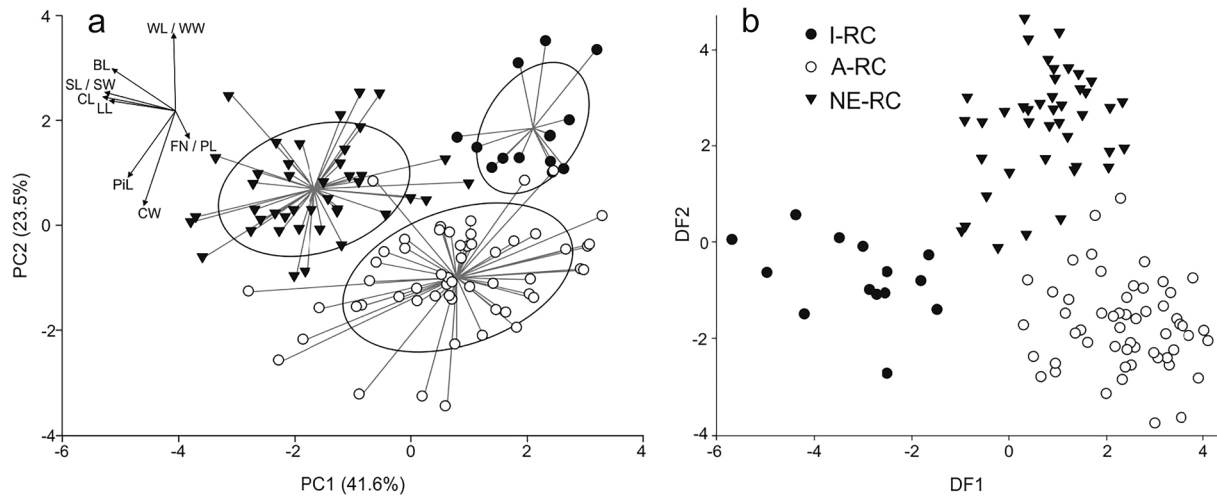 a
4
2
0
-2
-4
-6
-4
-2
0
2
4
PC2 (23.5%)
PC1 (41.6%)
WL / WW
BL
SL / SW
CL
LL
FN / PL
PiL
CW
b
I-RC
A-RC
NE-RC
4
2
0
-2
-4
-6
-4
-2
0
2
4
DF2
DF1